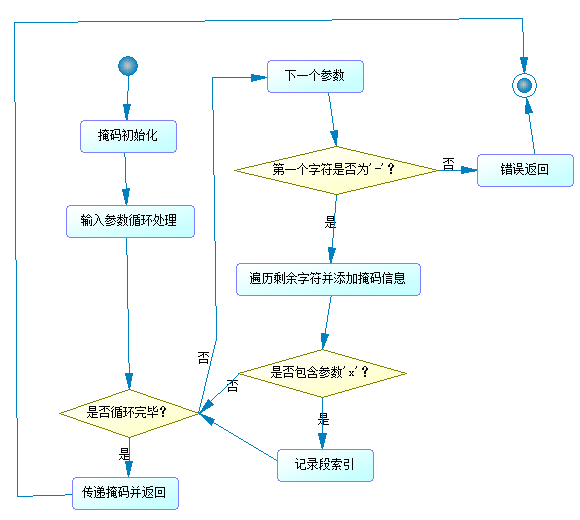 下一个参数
掩码初始化
第一个字符是否为'-'？
否
错误返回
输入参数循环处理
是
遍历剩余字符并添加掩码信息
否
是否包含参数'x'？
否
是否循环完毕？
是
是
记录段索引
传递掩码并返回